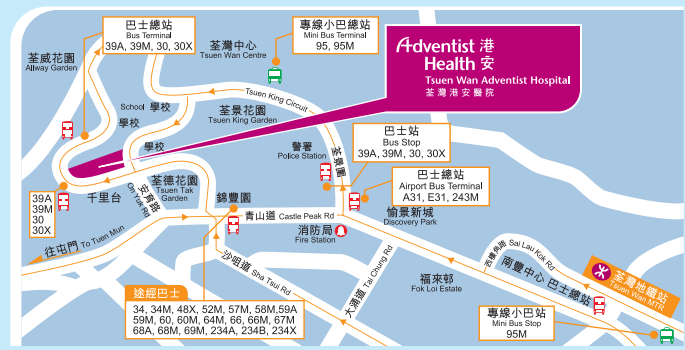 巴士總站
Bus Terminal
39A, 39M, 30, 30X
荃威花園
Allway Garden
荃灣中心
Tsuen Wan Centre
專線小巴總站
Mini Bus Terminal
95, 95M
Adventist 港
Health 安
Tsuen Wan Adventist Hospital
荃灣港安醫院
Tsuen King Circuit
荃景圍
School 學校
學校
學校
荃景花園
Tsuen King Garden
警署
Police Station
巴士站
Bus Stop
39A, 39M, 30, 30X
巴士總站
Airport Bus Terminal
A31, E31, 243M
39A
39M
30
30X
千里台
安育路
On Yuk Rd
荃德花園
Tsuen Tak
Garden
錦豐園
青山道 Castle Peak Rd
愉景新城
Discovery Park
消防局
Fire Station
往屯門 To Tuen Mun
沙咀道 Sha Tsui Rd
大涌道 Tai Chung Rd
福來邨
Fok Loi Estate
西樓角路 Sai Lau Kok Rd
南豐中心 巴士總站
荃灣地鐵站
Tsuen Wan MTR
途經巴士
34, 34M, 48X, 52M, 57M, 58M,59A
59M, 60, 60M, 64M, 66, 66M, 67M
68A, 68M, 69M, 234A, 234B, 234X
專線小巴站
Mini Bus Stop
95M